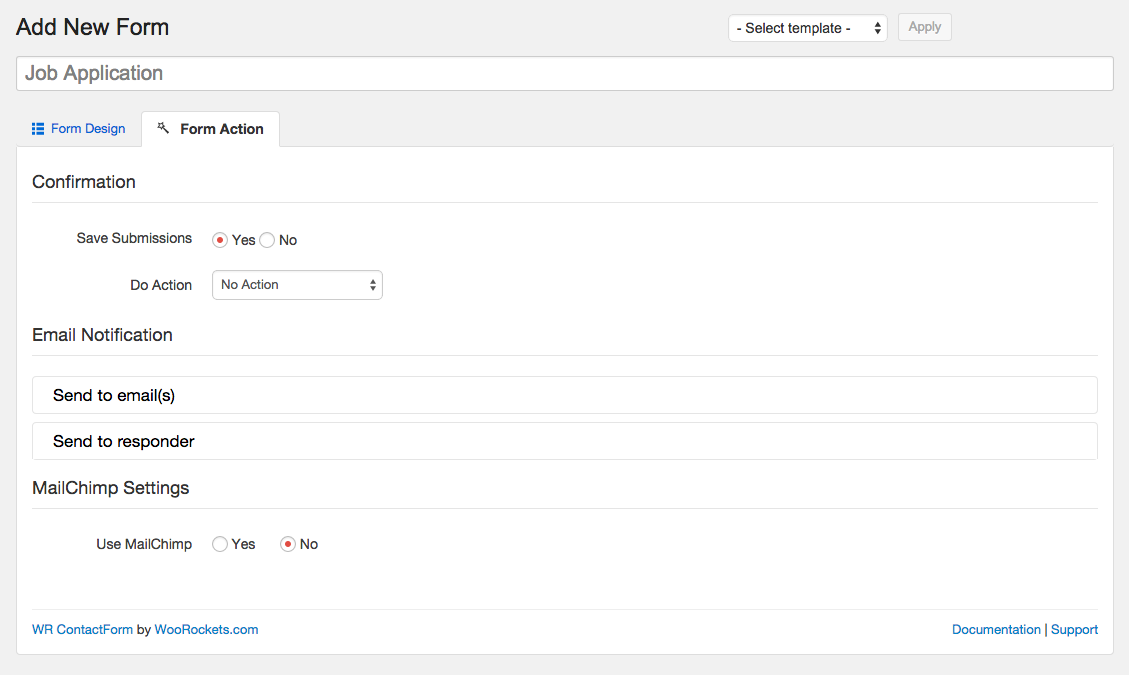 Add New Form
- Select template -
Apply
Job Application
Form Design
Form Action
Confirmation
Save Submissions Yes No
Do Action No Action
Email Notification
Send to email(s)
Send to responder
MailChimp Settings
Use MailChimp Yes No
WR ContactForm by WooRockets.com
Documentation | Support